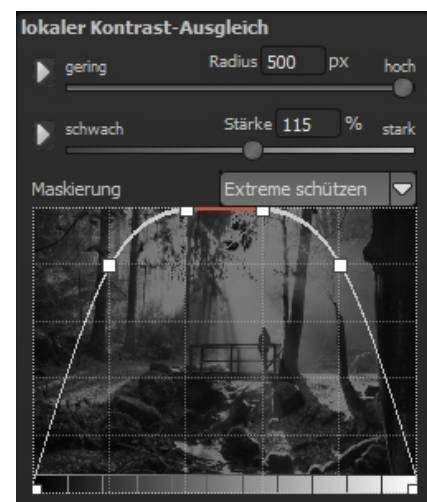 lokaler Kontrast-Ausgleich
gering Radius 500 px hoch
schwach Stärke 115 % stark
Maskierung Extreme schützen